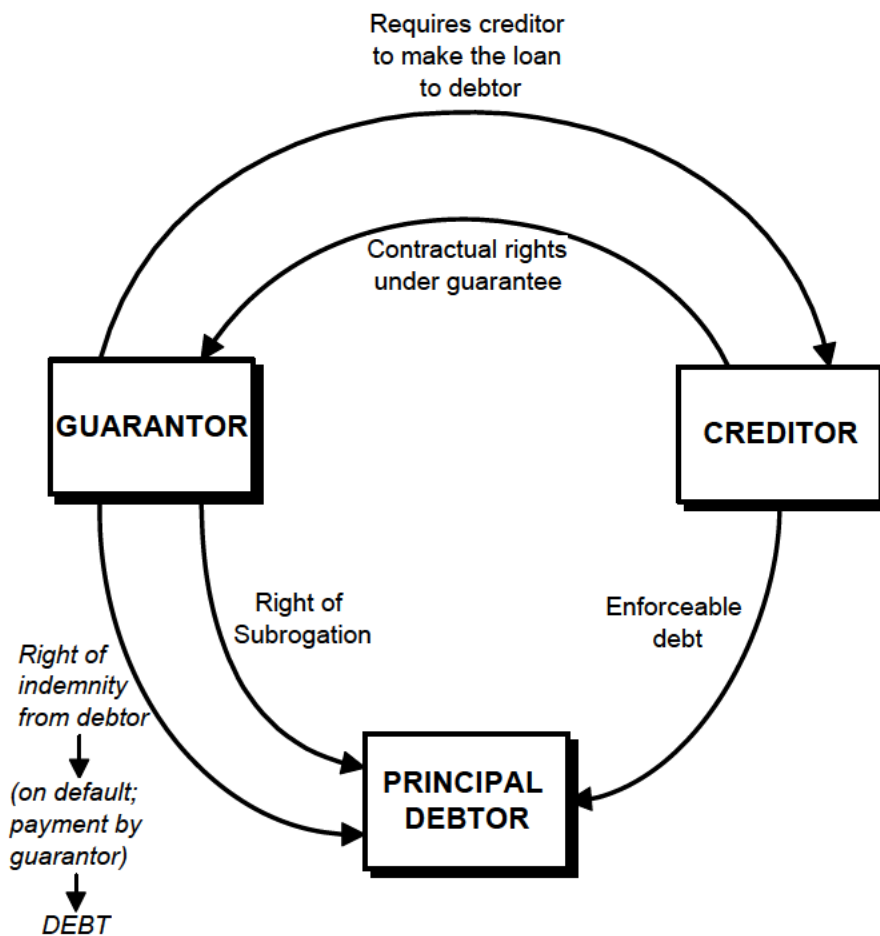 Requires creditor
to make the loan
to debtor
Contractual rights
under guarantee
GUARANTOR
CREDITOR
Right of
Subrogation
Enforceable
debt
Right of
indemnity
from debtor
(on default;
payment by
guarantor)
DEBT
PRINCIPAL
DEBTOR